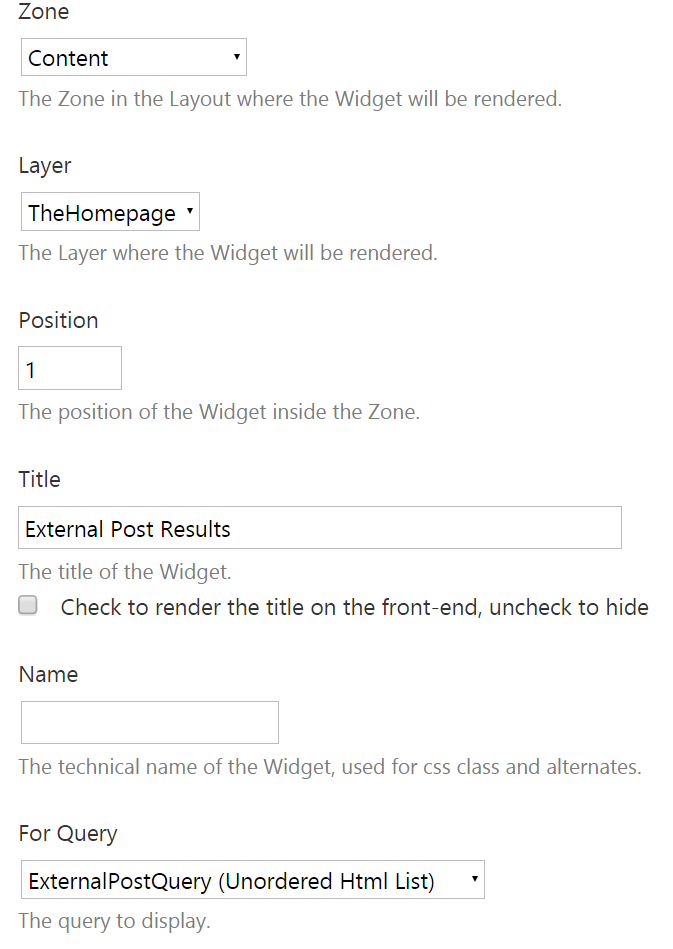 Zone
Content
The Zone in the Layout where the Widget will be rendered.
Layer
TheHomepage
The Layer where the Widget will be rendered.
Position
1
The position of the Widget inside the Zone.
Title
External Post Results
The title of the Widget.
Check to render the title on the front-end, uncheck to hide
Name
The technical name of the Widget, used for css class and alternates.
For Query
ExternalPostQuery (Unordered Html List)
The query to display.